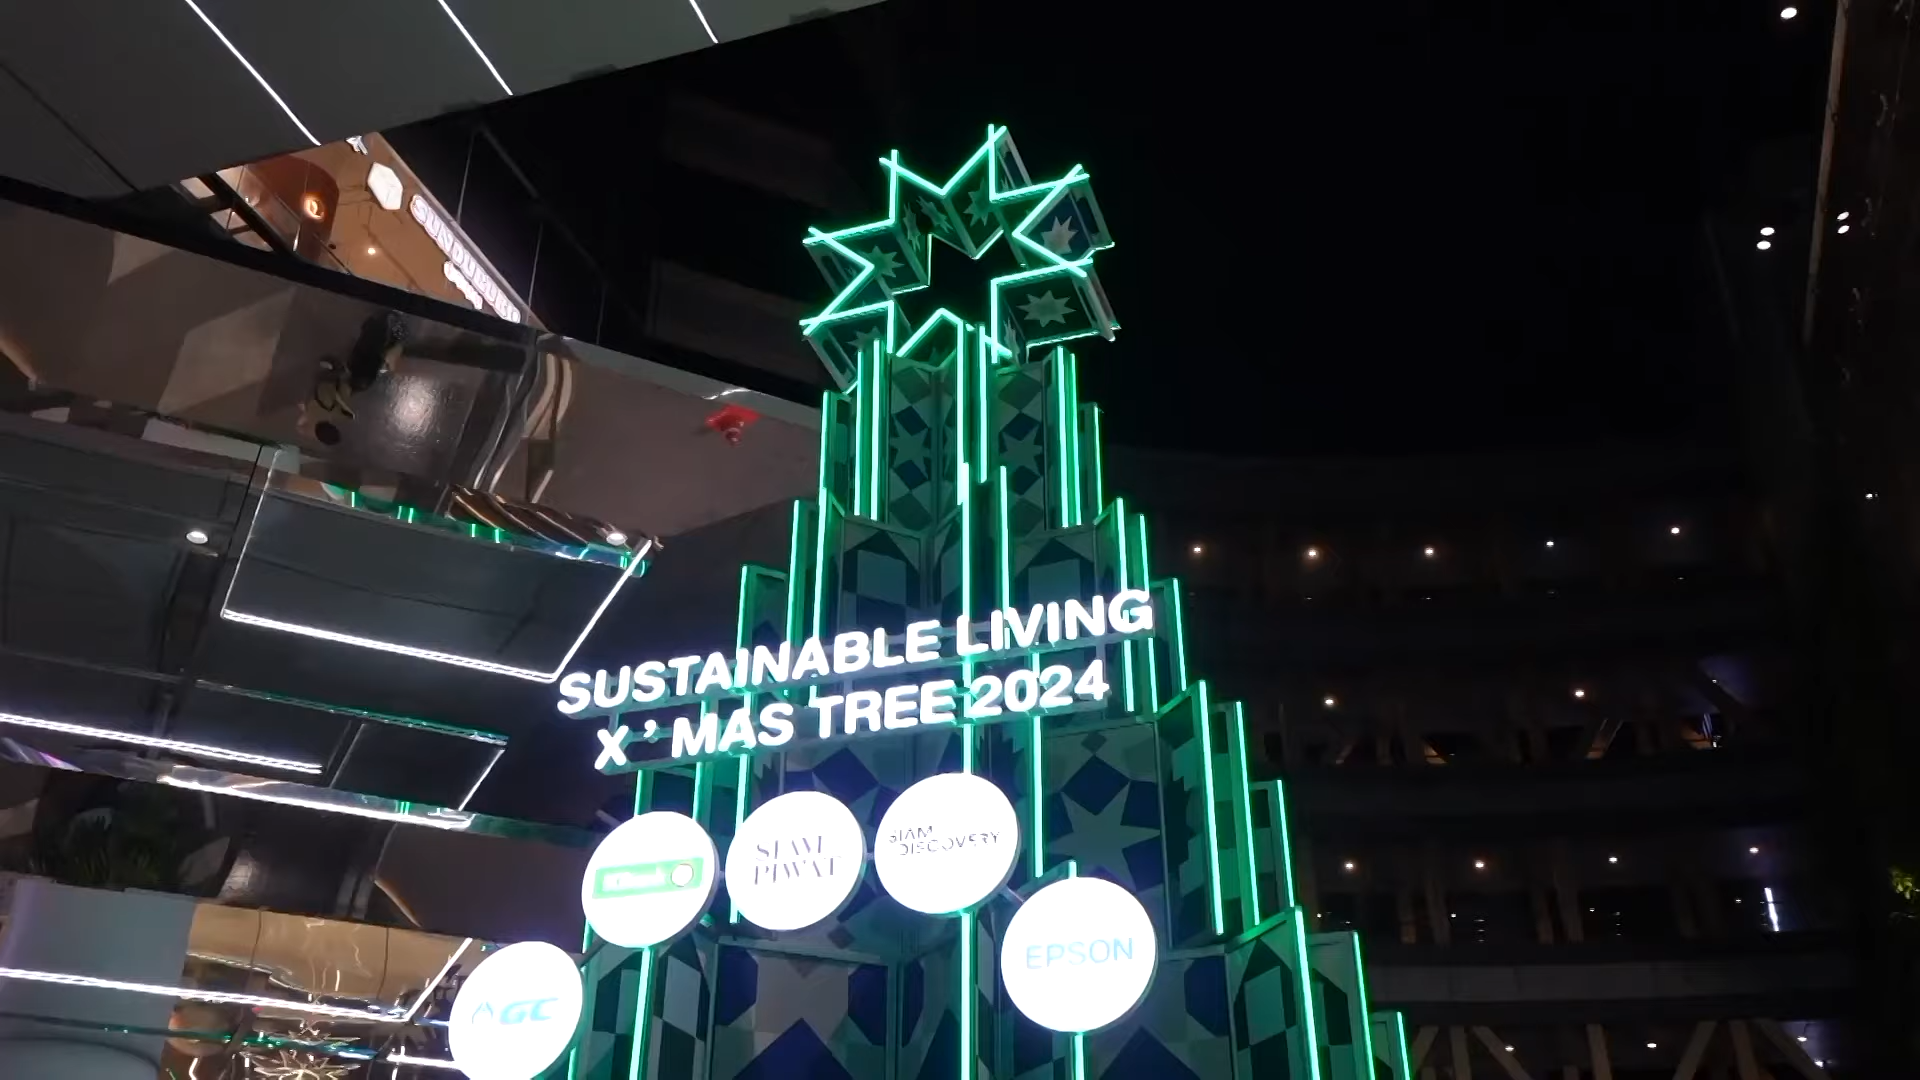 SUSTAINABLE LIVING
X'MAS TREE 2024
SIAM
PIWAT
SIAM
DISCOVERY
EPSON
GC